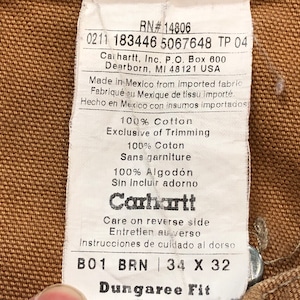 RN# 14806
0211 183446 5067648 TP 04
Carhartt, Inc. P.O. Box 600
Dearborn, MI 48121 USA
Made in Mexico from imported fabric
Fabriqué au Mexique de tissu importé.
Hecho en Mexico con insumos importados
100% Cotton
Exclusive of Trimming
100% Coton
Sans garniture
100% Algodón
Sin incluir adorno
Carhartt
Care on reverse side
Entretien au verso
Instrucciones de cuidado al dorso
B01 BRN 34 X 32
Dungaree Fit